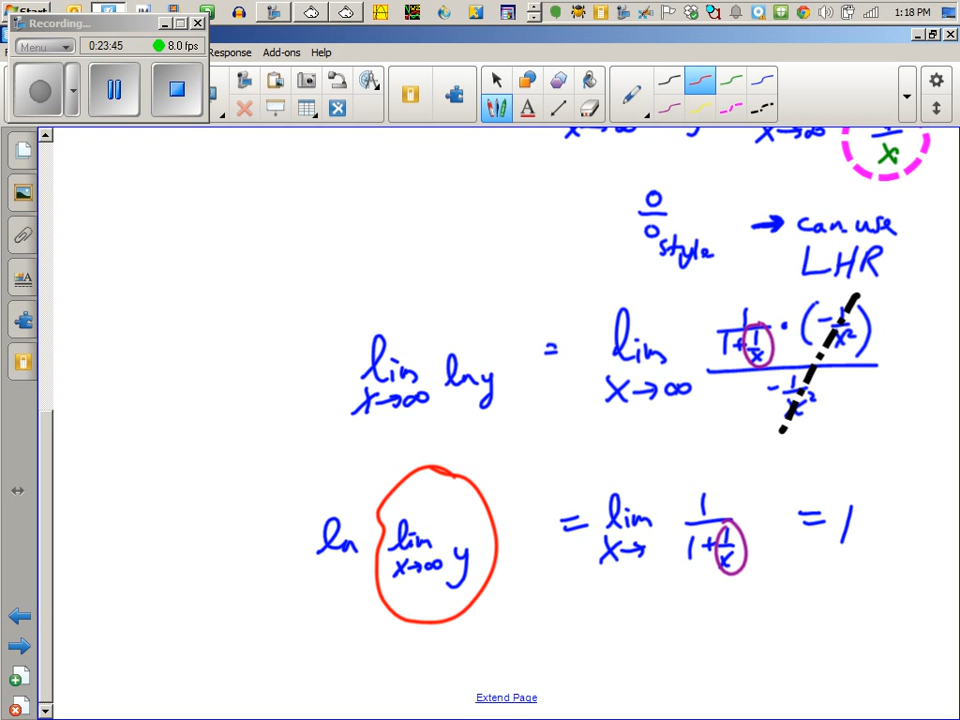 Start
1:18 PM
Recording...
Menu
0:23:45
8.0 fps
Response Add-ons Help
x→∞ x→∞ 1/x
0/0 style → can use
LHR
lim x→∞ ln y = lim x→∞ (1/(1+1/x) · (-1/x²)) / (-1/x²)
ln lim x→∞ y = lim x→ 1/(1+1/x) = 1
Extend Page